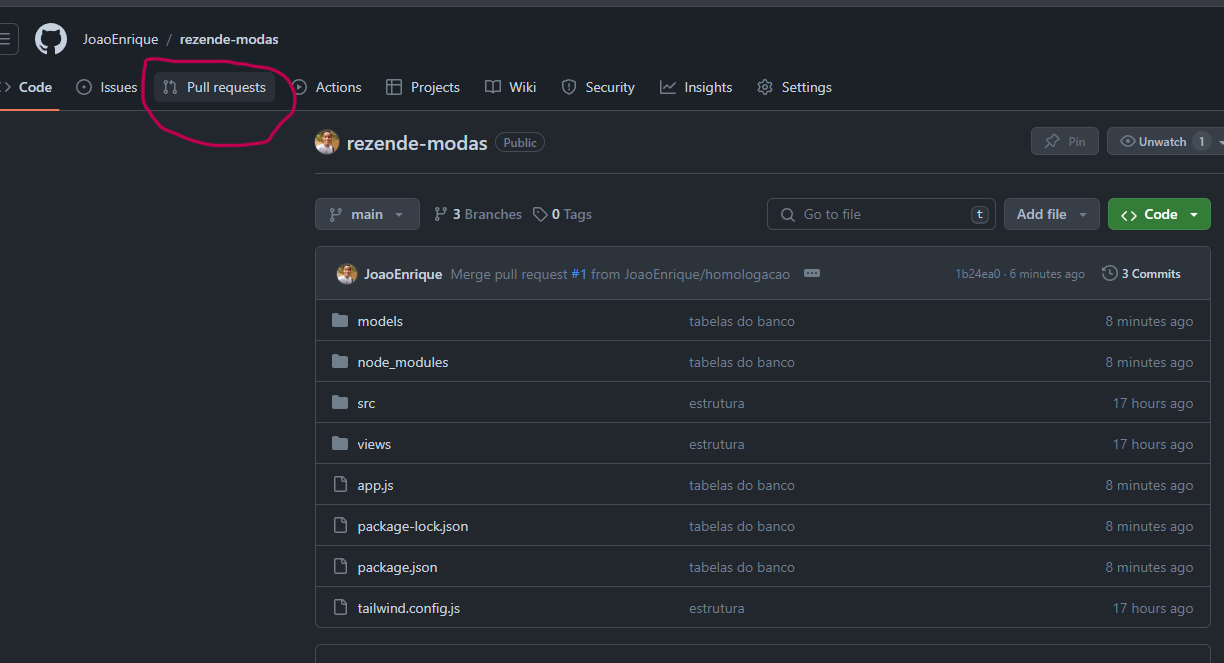 JoaoEnrique / rezende-modas
Code Issues Pull requests Actions Projects Wiki Security Insights Settings
rezende-modas Public Pin Unwatch 1
main 3 Branches 0 Tags Go to file t Add file Code
JoaoEnrique Merge pull request #1 from JoaoEnrique/homologacao 1b24ea0 · 6 minutes ago 3 Commits
models tabelas do banco 8 minutes ago
node_modules tabelas do banco 8 minutes ago
src estrutura 17 hours ago
views estrutura 17 hours ago
app.js tabelas do banco 8 minutes ago
package-lock.json tabelas do banco 8 minutes ago
package.json tabelas do banco 8 minutes ago
tailwind.config.js estrutura 17 hours ago